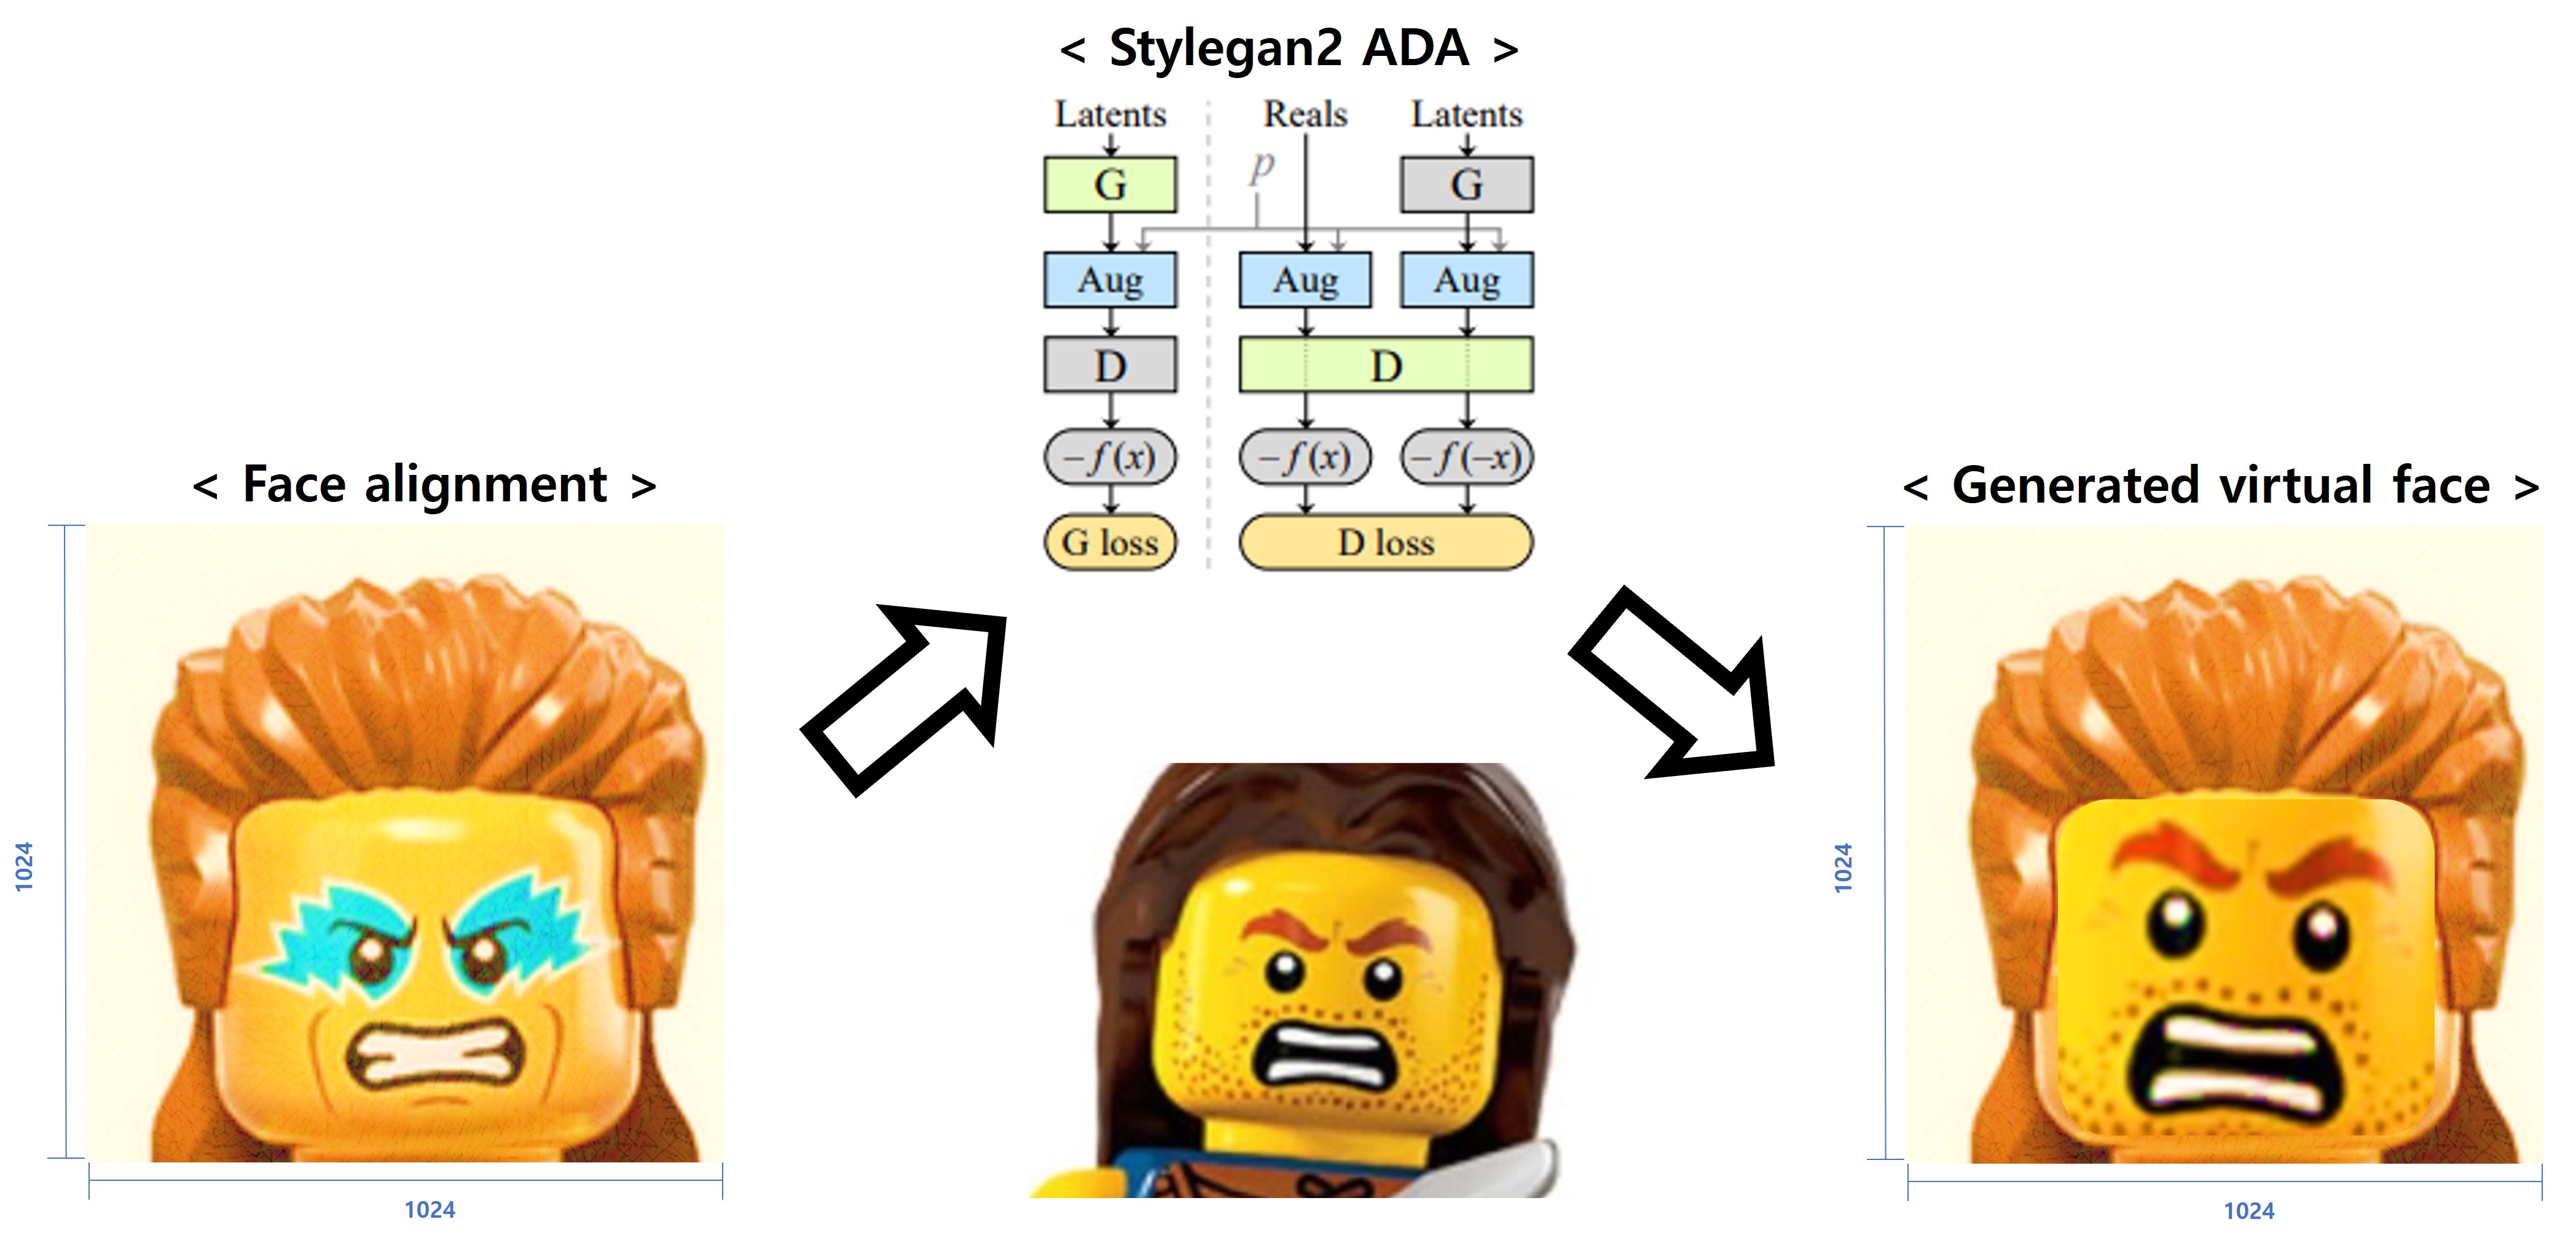 < Stylegan2 ADA >
Latents Reals Latents
p
G G
Aug Aug Aug
D D
−f(x) −f(x) −f(−x)
G loss D loss
< Face alignment >
1024
1024
< Generated virtual face >
1024
1024